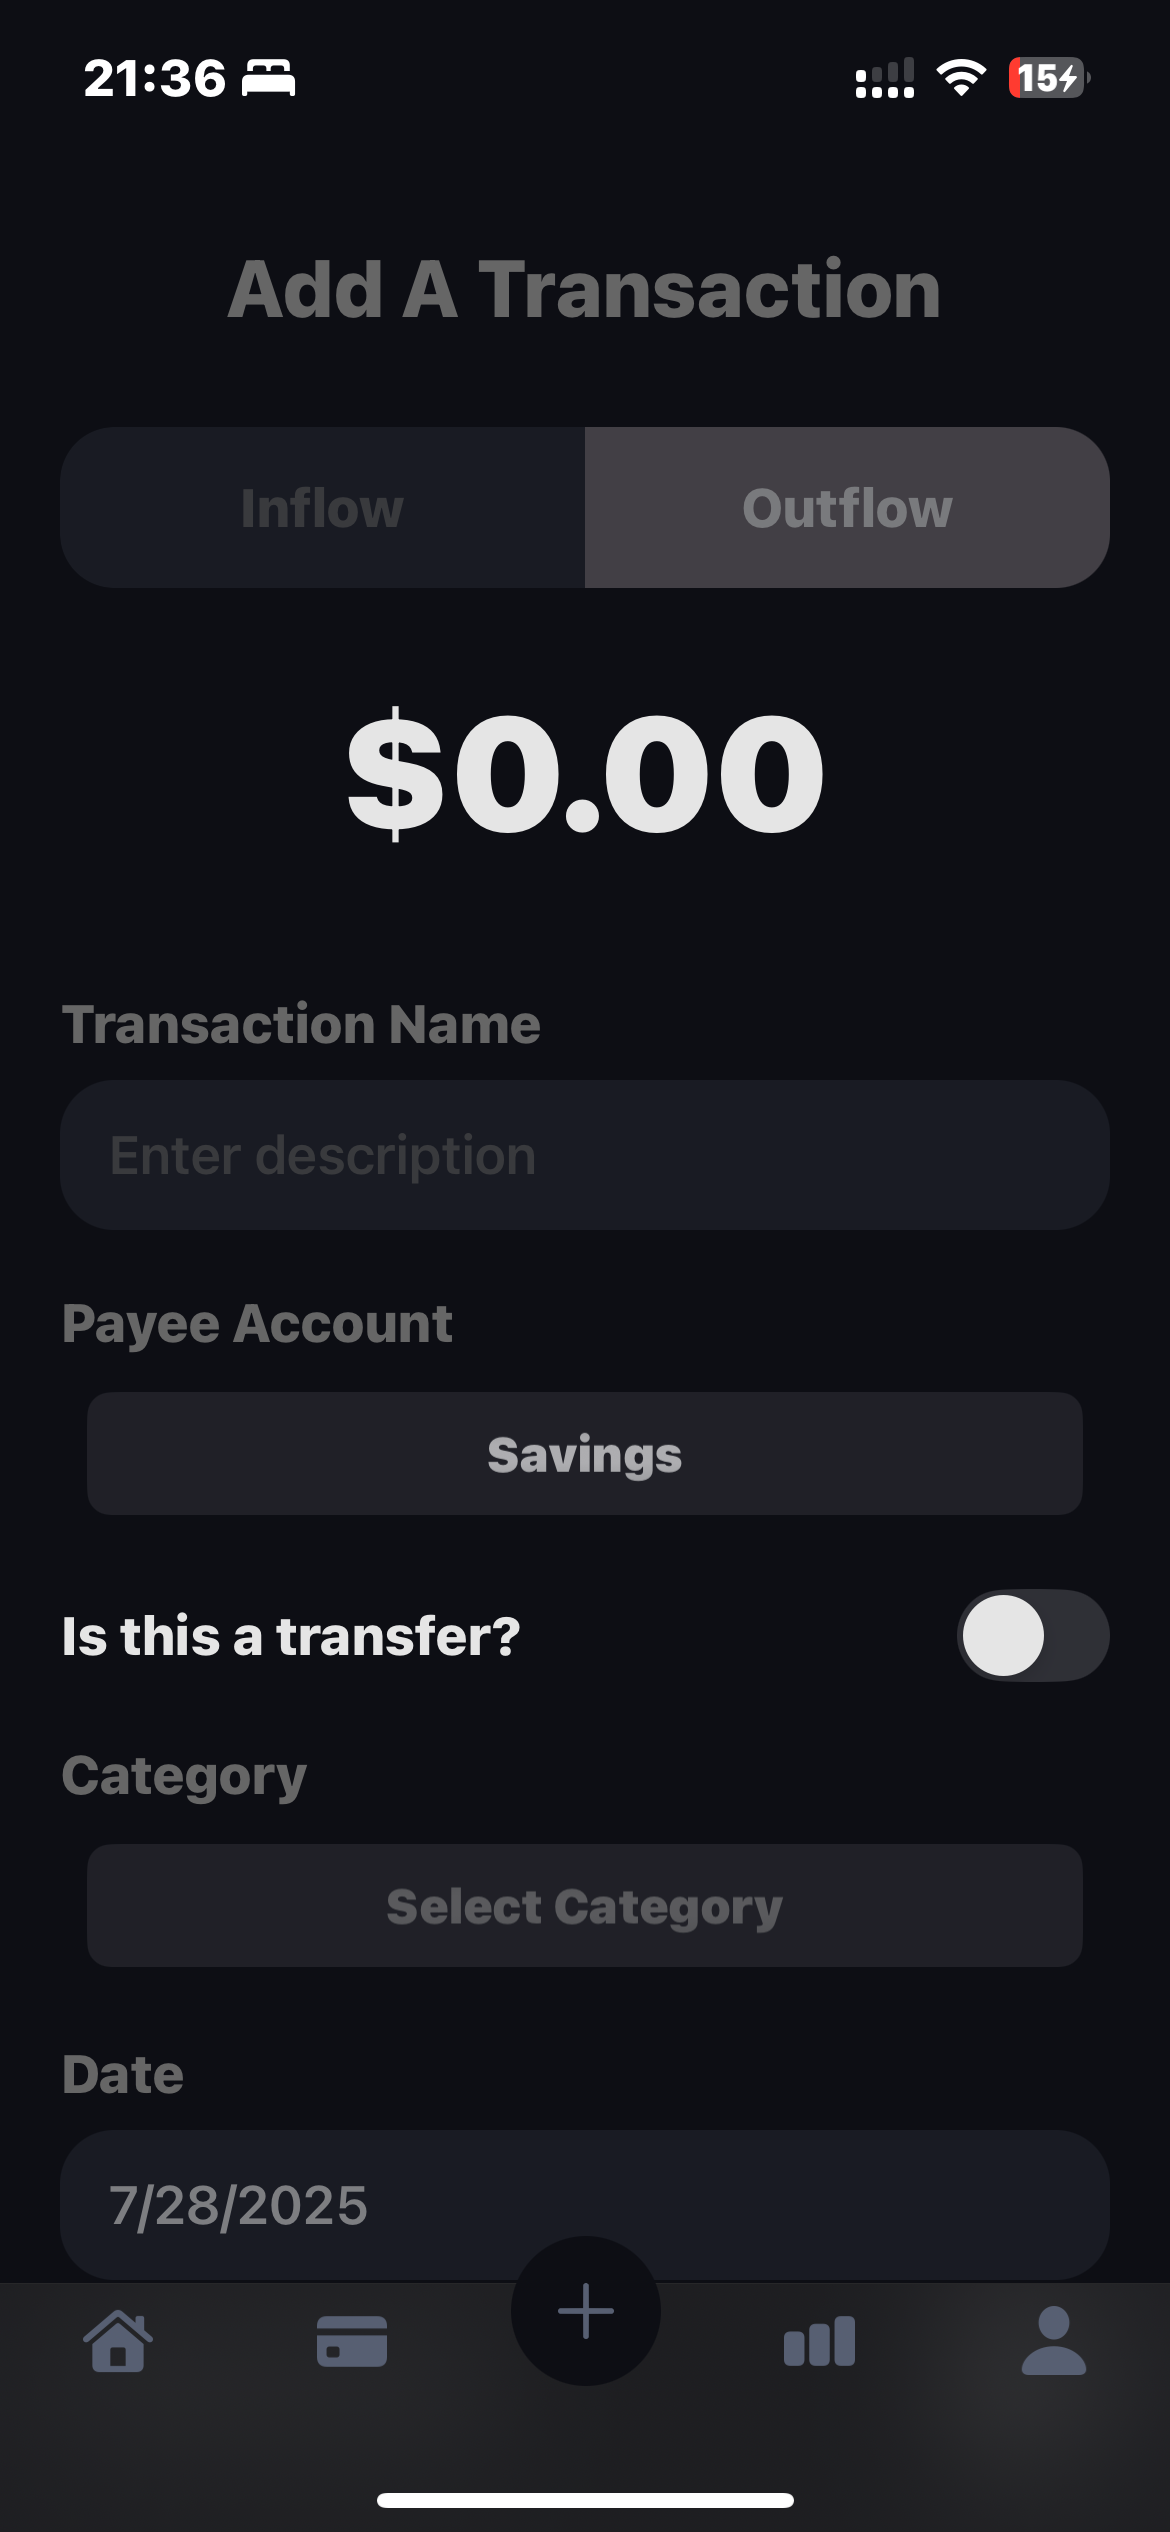 21:36
15
Add A Transaction
Inflow Outflow
$0.00
Transaction Name
Enter description
Payee Account
Savings
Is this a transfer?
Category
Select Category
Date
7/28/2025